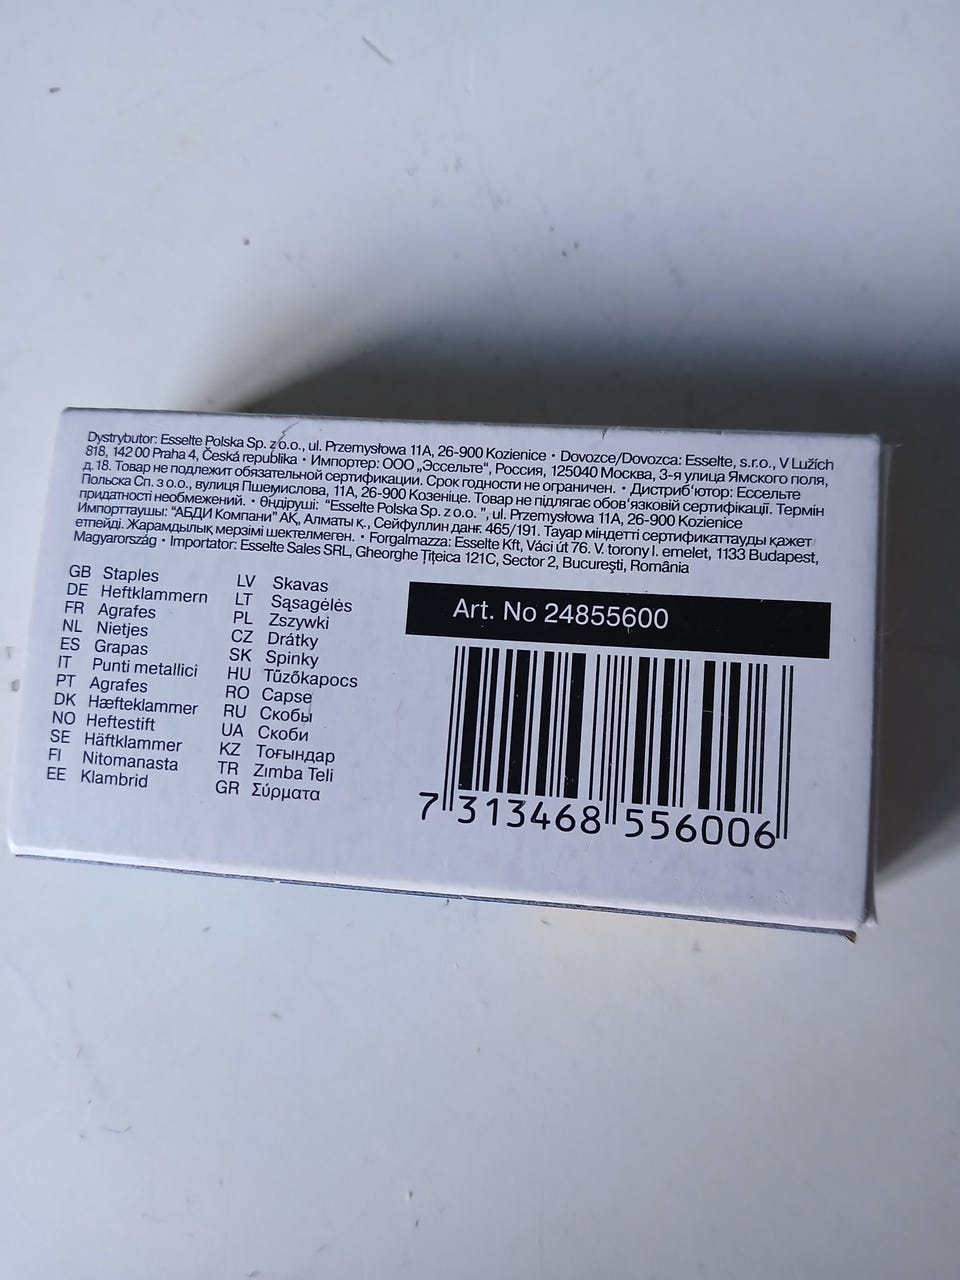 Dystrybutor: Esselte Polska Sp. z o.o., ul. Przemysłowa 11A, 26-900 Kozienice • Dovozce/Dovozca: Esselte, s.r.o., V Lužích
818, 142 00 Praha 4, Česká republika • Импортер: ООО „Эссельте“, Россия, 125040 Москва, 3-я улица Ямского поля,
д.18. Товар не подлежит обязательной сертификации. Срок годности не ограничен. • Дистриб'ютор: Ессельте
Польска Сп. з о.о., вулиця Пшемислова, 11А, 26-900 Козеніце. Товар не підлягає обов'язковій сертифікації. Термін
придатності необмежений. • Өндіруші: “Esselte Polska Sp. z o.o. ”, ul. Przemysłowa 11A, 26-900 Kozienice
Импорттаушы: “АБДИ Компани” АҚ, Алматы қ., Сейфуллин даңғ. 465/191. Тауар міндетті сертификаттауды қажет
етпейді. Жарамдылық мерзімі шектелмеген. • Forgalmazza: Esselte Kft, Váci út 76. V. torony I. emelet, 1133 Budapest,
Magyarország • Importator: Esselte Sales SRL, Gheorghe Țițeica 121C, Sector 2, București, România
GB Staples
DE Heftklammern
FR Agrafes
NL Nietjes
ES Grapas
IT Punti metallici
PT Agrafes
DK Hæfteklammer
NO Heftestift
SE Häftklammer
FI Nitomanasta
EE Klambrid
LV Skavas
LT Sąsagėlės
PL Zszywki
CZ Drátky
SK Spinky
HU Tűzőkapocs
RO Capse
RU Скобы
UA Скоби
KZ Тоғындар
TR Zımba Teli
GR Σύρματα
Art. No 24855600
7 313468 556006